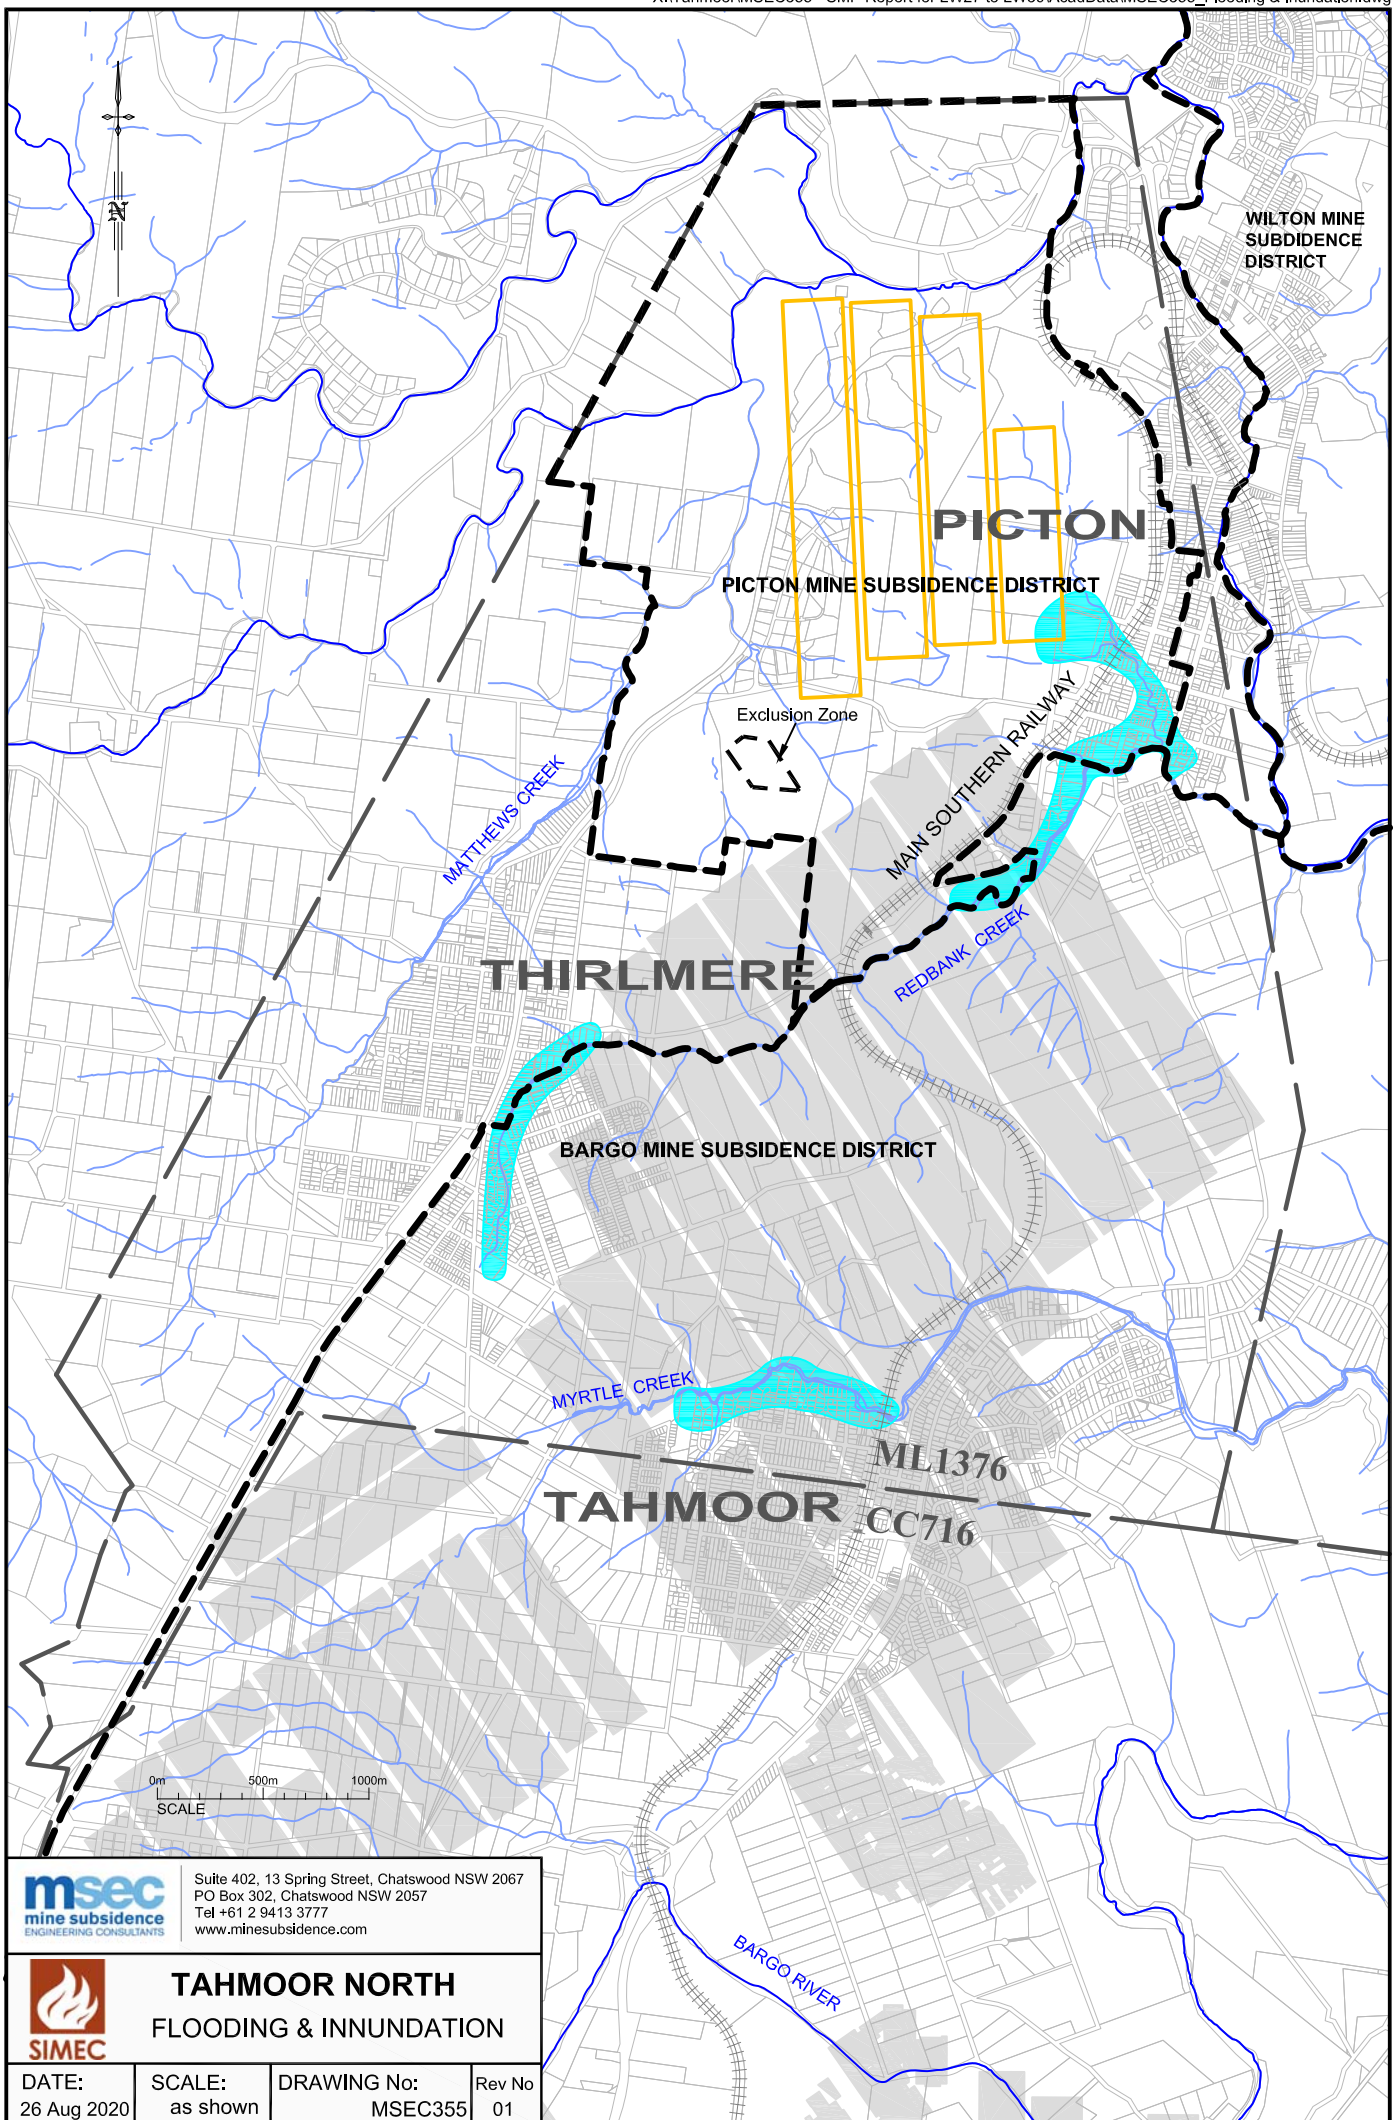 N
WILTON MINE
SUBDIDENCE
DISTRICT
PICTON
PICTON MINE SUBSIDENCE DISTRICT
Exclusion Zone
MAIN SOUTHERN RAILWAY
MATTHEWS CREEK
REDBANK CREEK
THIRLMERE
BARGO MINE SUBSIDENCE DISTRICT
MYRTLE CREEK
ML1376
TAHMOOR
CC716
0m 500m 1000m
SCALE
BARGO RIVER
msec
mine subsidence
ENGINEERING CONSULTANTS
Suite 402, 13 Spring Street, Chatswood NSW 2067
PO Box 302, Chatswood NSW 2057
Tel +61 2 9413 3777
www.minesubsidence.com
SIMEC
TAHMOOR NORTH
FLOODING & INNUNDATION
DATE:
26 Aug 2020
SCALE:
as shown
DRAWING No:
MSEC355
Rev No
01